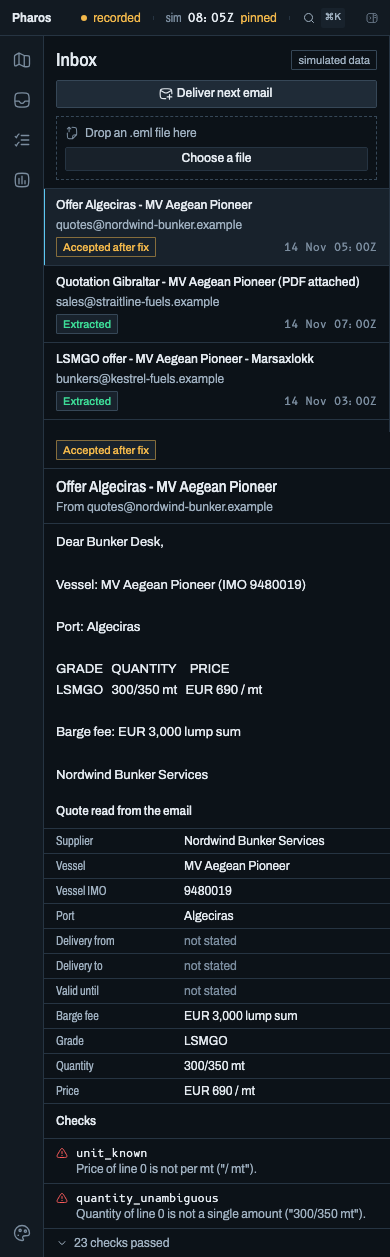 Pharos
recorded
sim 08:05Z pinned
⌘K
Inbox
simulated data
Deliver next email
Drop an .eml file here
Choose a file
Offer Algeciras - MV Aegean Pioneer
quotes@nordwind-bunker.example
Accepted after fix
14 Nov 05:00Z
Quotation Gibraltar - MV Aegean Pioneer (PDF attached)
sales@straitline-fuels.example
Extracted
14 Nov 07:00Z
LSMGO offer - MV Aegean Pioneer - Marsaxlokk
bunkers@kestrel-fuels.example
Extracted
14 Nov 03:00Z
Accepted after fix
Offer Algeciras - MV Aegean Pioneer
From quotes@nordwind-bunker.example
Dear Bunker Desk,
Vessel: MV Aegean Pioneer (IMO 9480019)
Port: Algeciras
GRADE QUANTITY PRICE
LSMGO 300/350 mt EUR 690 / mt
Barge fee: EUR 3,000 lump sum
Nordwind Bunker Services
Quote read from the email
Supplier Nordwind Bunker Services
Vessel MV Aegean Pioneer
Vessel IMO 9480019
Port Algeciras
Delivery from not stated
Delivery to not stated
Valid until not stated
Barge fee EUR 3,000 lump sum
Grade LSMGO
Quantity 300/350 mt
Price EUR 690 / mt
Checks
unit_known
Price of line 0 is not per mt ("/ mt").
quantity_unambiguous
Quantity of line 0 is not a single amount ("300/350 mt").
23 checks passed